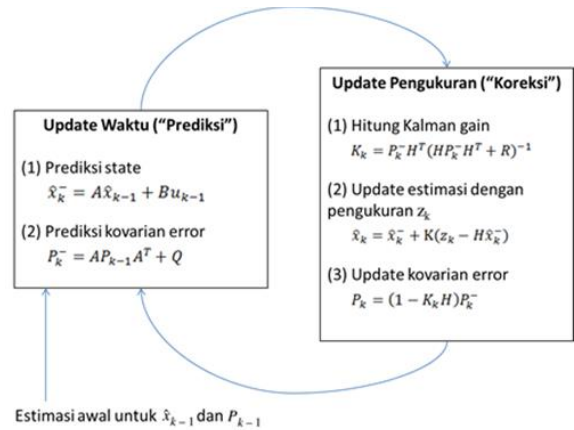 Update Waktu (“Prediksi”)
(1) Prediksi state
x̂ₖ⁻ = Ax̂ₖ₋₁ + Buₖ₋₁
(2) Prediksi kovarian error
Pₖ⁻ = APₖ₋₁Aᵀ + Q
Update Pengukuran (“Koreksi”)
(1) Hitung Kalman gain
Kₖ = Pₖ⁻Hᵀ(HPₖ⁻Hᵀ + R)⁻¹
(2) Update estimasi dengan
pengukuran zₖ
x̂ₖ = x̂ₖ⁻ + K(zₖ − Hx̂ₖ⁻)
(3) Update kovarian error
Pₖ = (1 − KₖH)Pₖ⁻
Estimasi awal untuk x̂ₖ₋₁ dan Pₖ₋₁